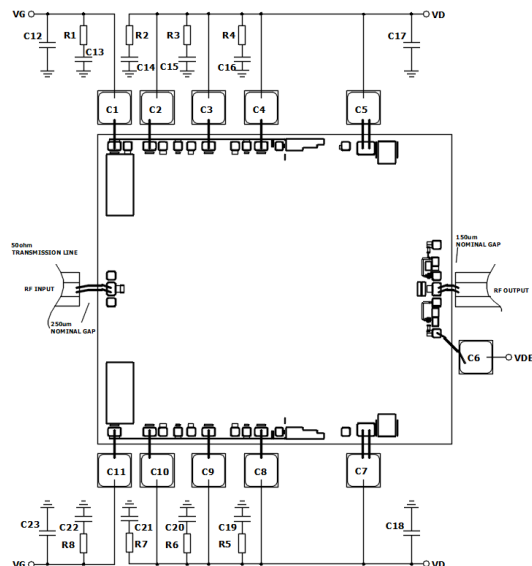 VG
VD
C12
R1
R2
R3
R4
C17
C13
C14
C15
C16
C1
C2
C3
C4
C5
50ohm
TRANSMISSION LINE
150um
NOMINAL GAP
RF INPUT
RF OUTPUT
250um
NOMINAL GAP
C6
VDE
C11
C10
C9
C8
C7
C23
C22
C21
C20
C19
C18
R8
R7
R6
R5
VG
VD